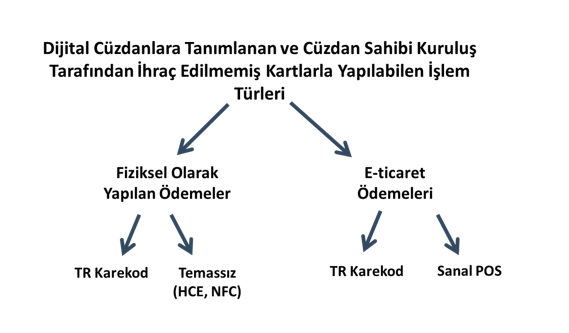 Dijital Cüzdanlara Tanımlanan ve Cüzdan Sahibi Kuruluş
Tarafından İhraç Edilmemiş Kartlarla Yapılabilen İşlem
Türleri
Fiziksel Olarak
Yapılan Ödemeler
E-ticaret
Ödemeleri
TR Karekod
Temassız
(HCE, NFC)
TR Karekod
Sanal POS